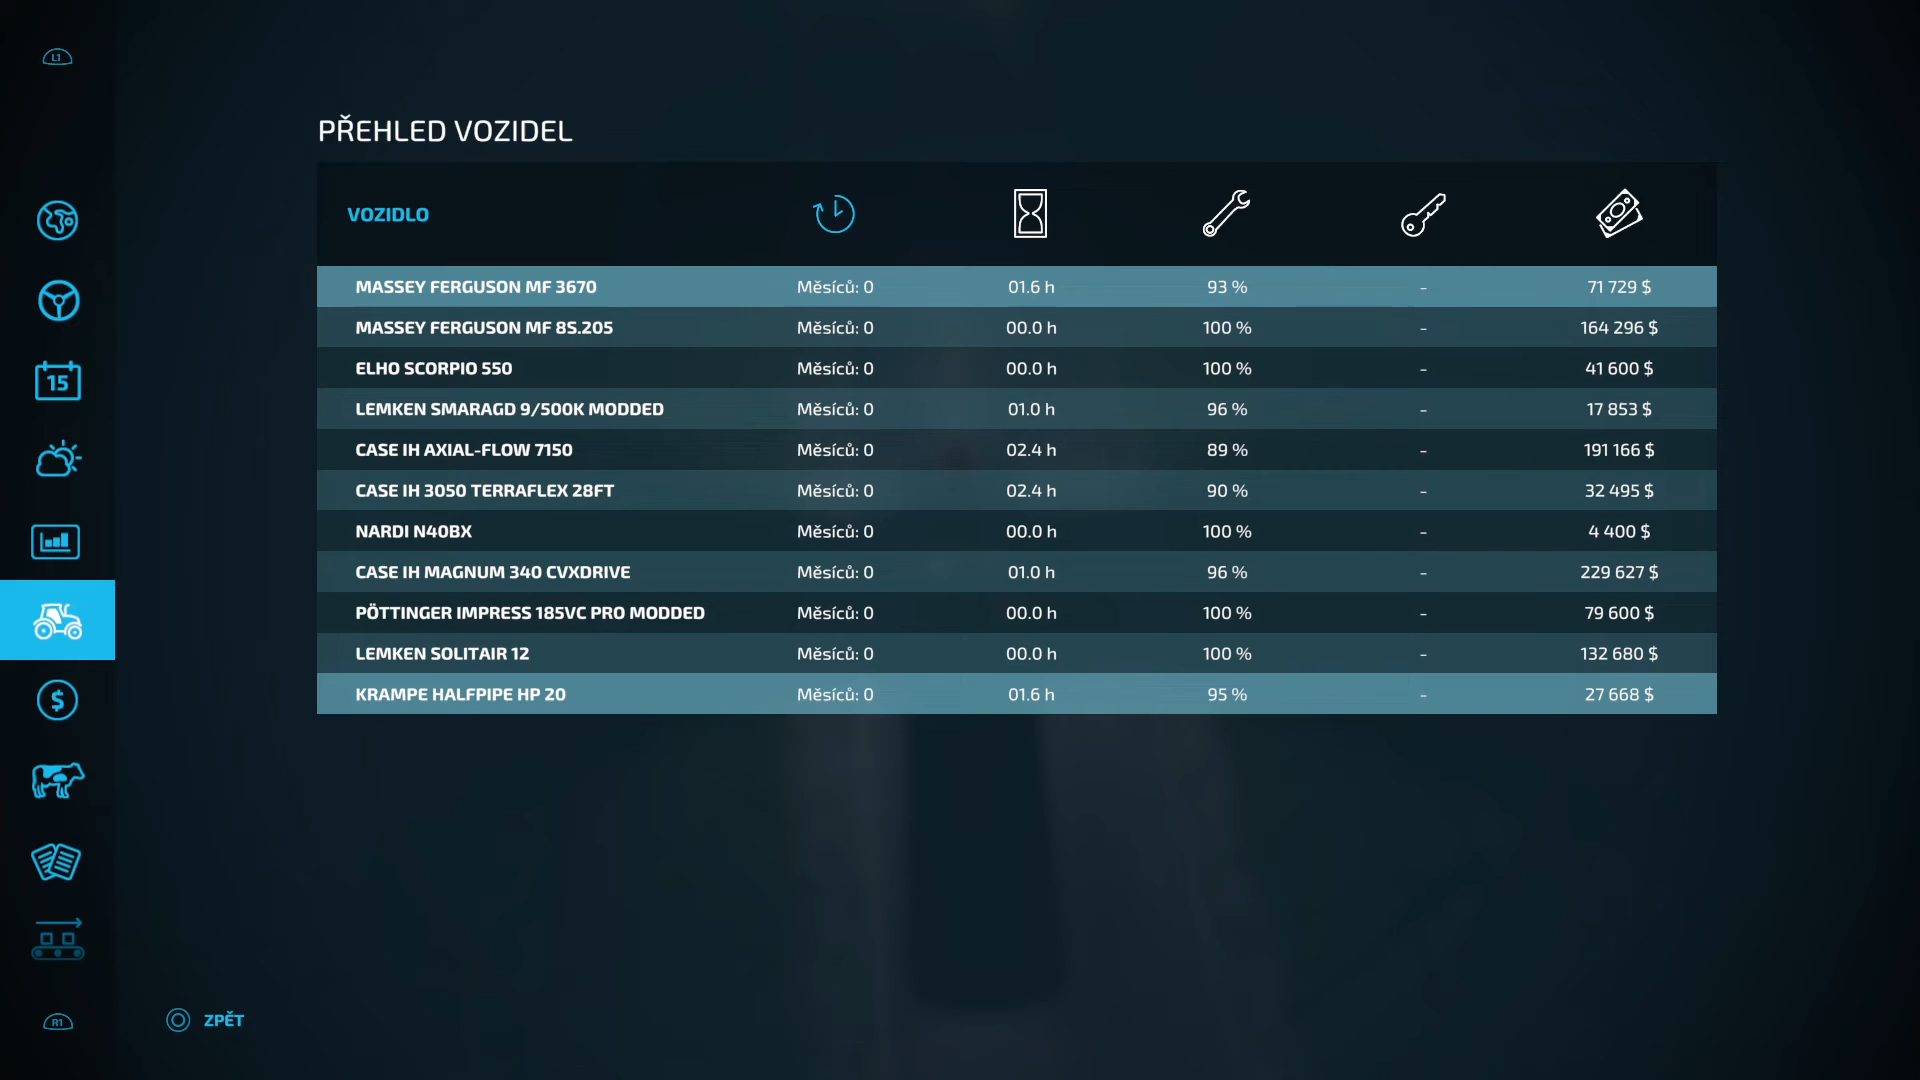 L1
PŘEHLED VOZIDEL
VOZIDLO
MASSEY FERGUSON MF 3670 Měsíců: 0 01.6 h 93 % - 71 729 $
MASSEY FERGUSON MF 8S.205 Měsíců: 0 00.0 h 100 % - 164 296 $
ELHO SCORPIO 550 Měsíců: 0 00.0 h 100 % - 41 600 $
15
LEMKEN SMARAGD 9/500K MODDED Měsíců: 0 01.0 h 96 % - 17 853 $
CASE IH AXIAL-FLOW 7150 Měsíců: 0 02.4 h 89 % - 191 166 $
CASE IH 3050 TERRAFLEX 28FT Měsíců: 0 02.4 h 90 % - 32 495 $
NARDI N40BX Měsíců: 0 00.0 h 100 % - 4 400 $
CASE IH MAGNUM 340 CVXDRIVE Měsíců: 0 01.0 h 96 % - 229 627 $
PÖTTINGER IMPRESS 185VC PRO MODDED Měsíců: 0 00.0 h 100 % - 79 600 $
LEMKEN SOLITAIR 12 Měsíců: 0 00.0 h 100 % - 132 680 $
KRAMPE HALFPIPE HP 20 Měsíců: 0 01.6 h 95 % - 27 668 $
$
R1
ZPĚT